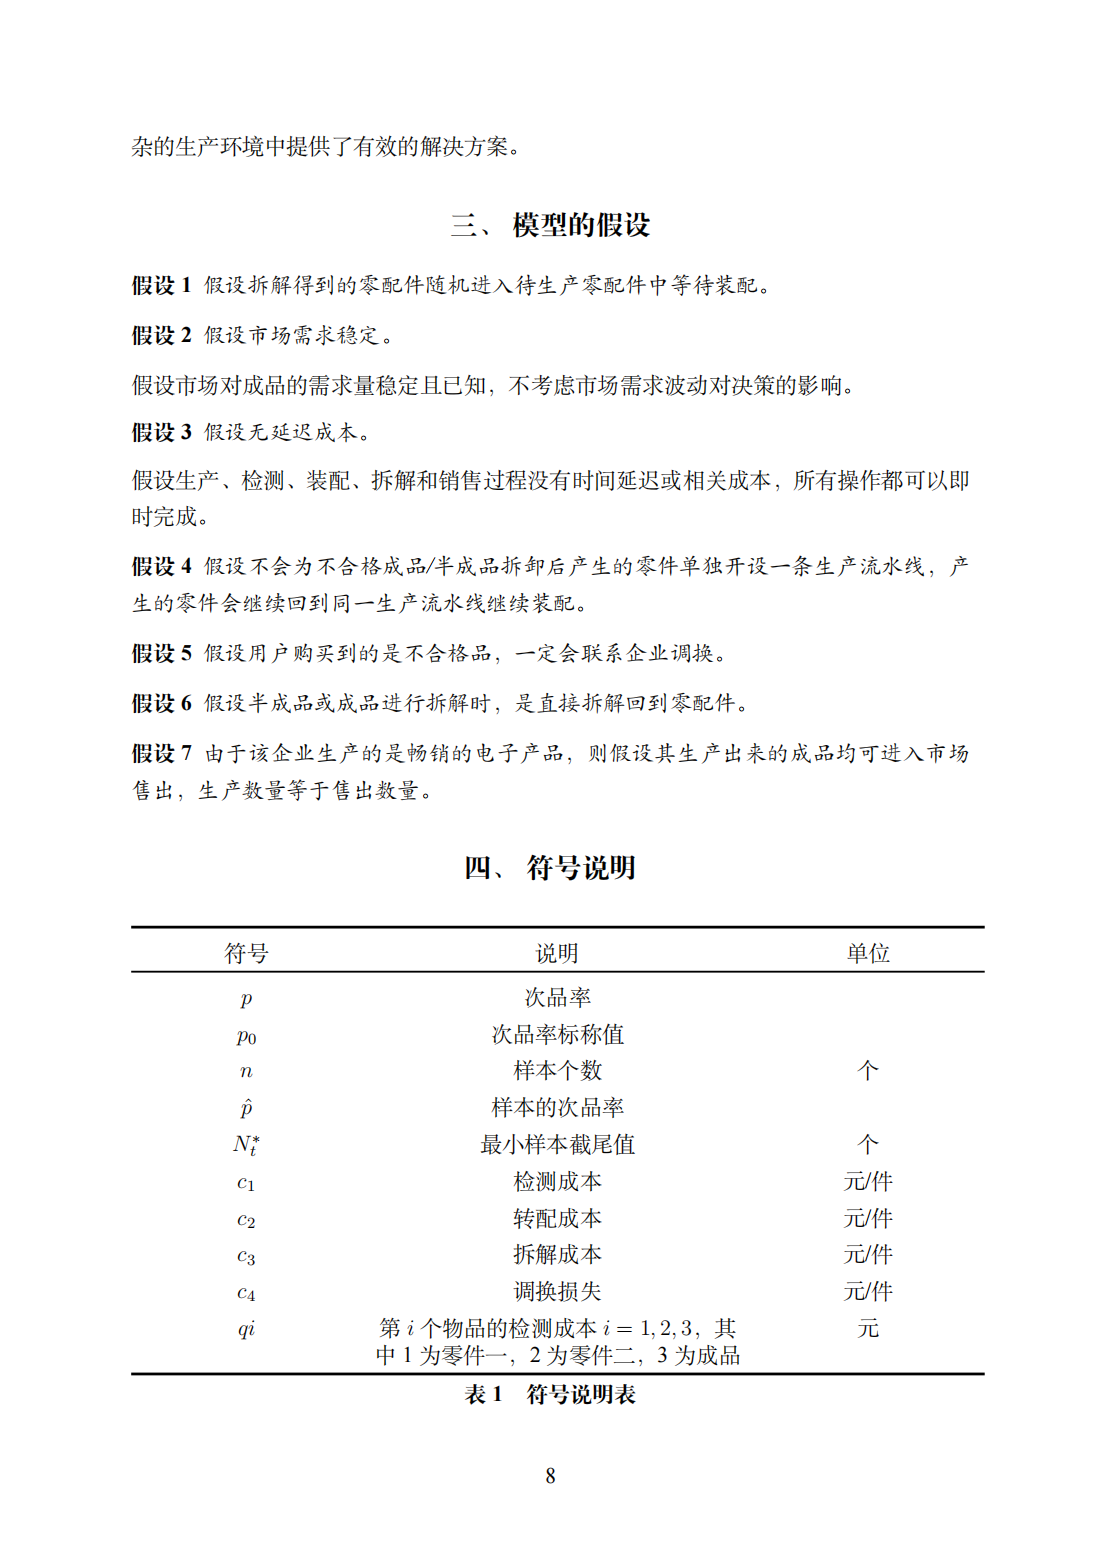 杂的生产环境中提供了有效的解决方案。
三、 模型的假设
假设 1 假设拆解得到的零配件随机进入待生产零配件中等待装配。
假设 2 假设市场需求稳定。
假设市场对成品的需求量稳定且已知，不考虑市场需求波动对决策的影响。
假设 3 假设无延迟成本。
假设生产、检测、装配、拆解和销售过程没有时间延迟或相关成本，所有操作都可以即
时完成。
假设 4 假设不会为不合格成品/半成品拆卸后产生的零件单独开设一条生产流水线，产
生的零件会继续回到同一生产流水线继续装配。
假设 5 假设用户购买到的是不合格品，一定会联系企业调换。
假设 6 假设半成品或成品进行拆解时，是直接拆解回到零配件。
假设 7 由于该企业生产的是畅销的电子产品，则假设其生产出来的成品均可进入市场
售出，生产数量等于售出数量。
四、 符号说明
符号 说明 单位
p 次品率
p₀ 次品率标称值
n 样本个数 个
p̂ 样本的次品率
N*ₜ 最小样本截尾值 个
c₁ 检测成本 元/件
c₂ 转配成本 元/件
c₃ 拆解成本 元/件
c₄ 调换损失 元/件
qi 第 i 个物品的检测成本 i = 1, 2, 3，其 元
中 1 为零件一，2 为零件二，3 为成品
表 1 符号说明表
8